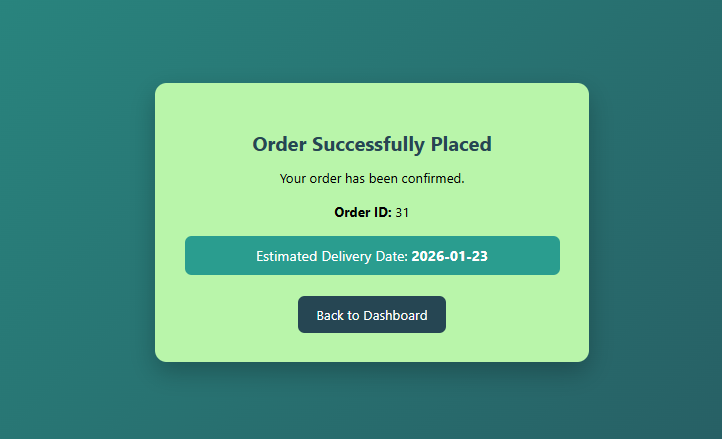 Order Successfully Placed
Your order has been confirmed.
Order ID: 31
Estimated Delivery Date: 2026-01-23
Back to Dashboard